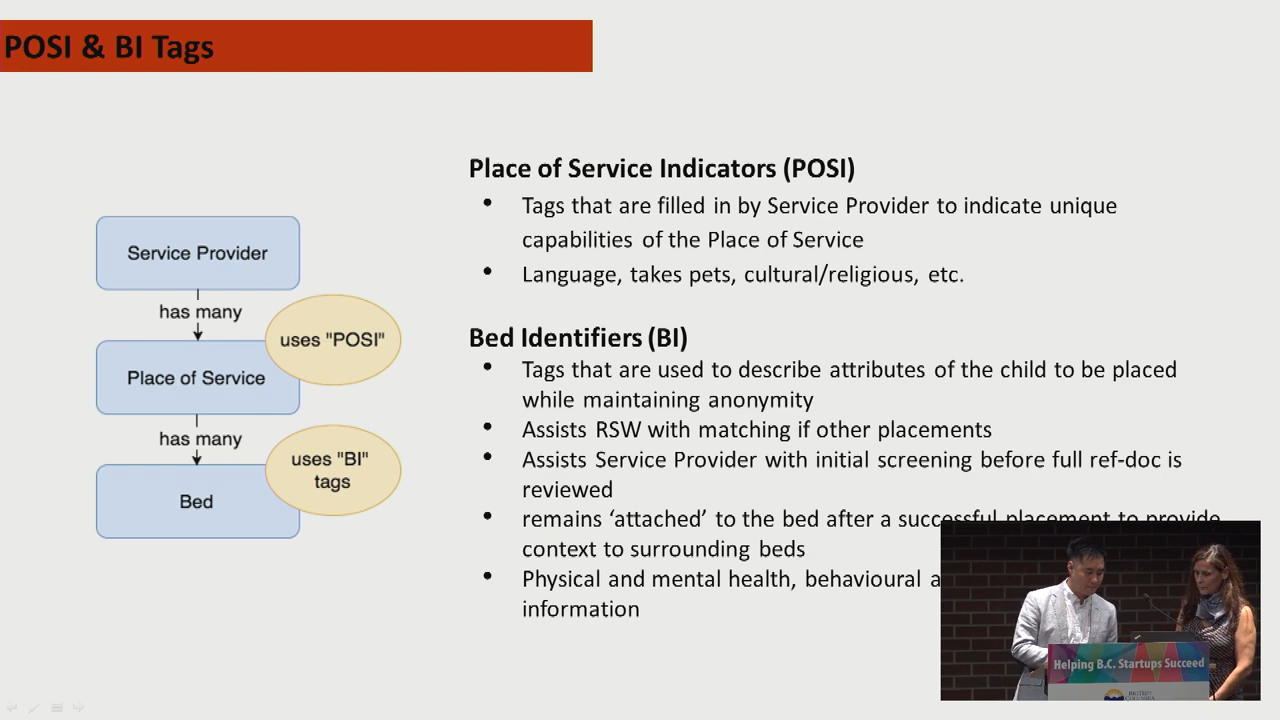 POSI & BI Tags
Service Provider
has many
uses "POSI"
Place of Service
has many
uses "BI"
tags
Bed
Place of Service Indicators (POSI)
• Tags that are filled in by Service Provider to indicate unique
capabilities of the Place of Service
• Language, takes pets, cultural/religious, etc.
Bed Identifiers (BI)
• Tags that are used to describe attributes of the child to be placed
while maintaining anonymity
• Assists RSW with matching if other placements
• Assists Service Provider with initial screening before full ref-doc is
reviewed
• remains ‘attached’ to the bed after a successful placement to provide
context to surrounding beds
• Physical and mental health, behavioural
information
Helping B.C. Startups Succeed